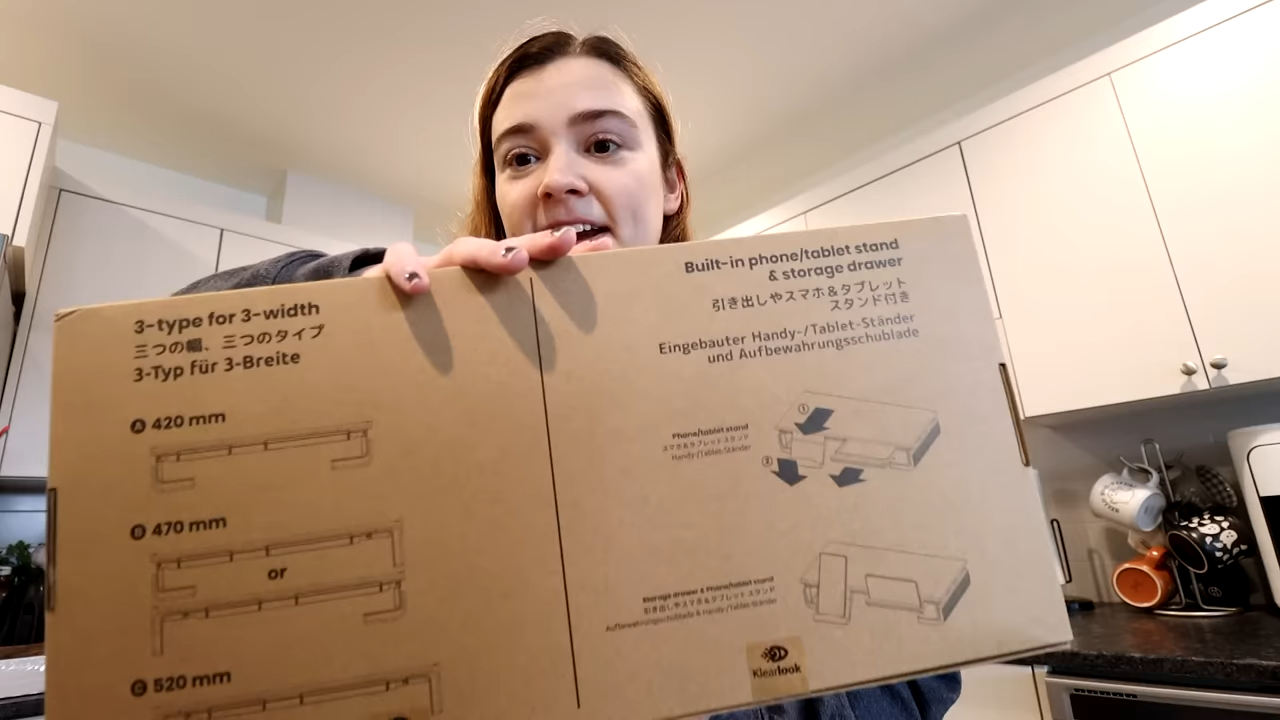 3-type for 3-width
三つの幅、三つのタイプ
3-Typ für 3-Breite
A 420 mm
B 470 mm
or
C 520 mm
Built-in phone/tablet stand
& storage drawer
引き出しやスマホ&タブレット
スタンド付き
Eingebauter Handy-/Tablet-Ständer
und Aufbewahrungsschublade
1
Phone/tablet stand
スマホ&タブレットスタンド
Handy-/Tablet-Ständer
2
Storage drawer & Phone/tablet stand
引き出しやスマホ&タブレットスタンド
Aufbewahrungsschublade & Handy-/Tablet-Ständer
Klearlook